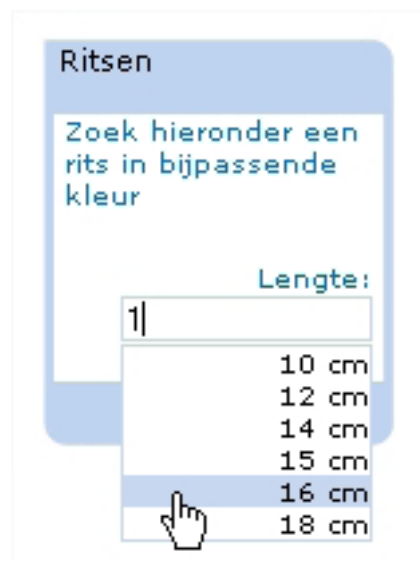 Ritsen
Zoek hieronder een
rits in bijpassende
kleur
Lengte:
1
10 cm
12 cm
14 cm
15 cm
16 cm
18 cm